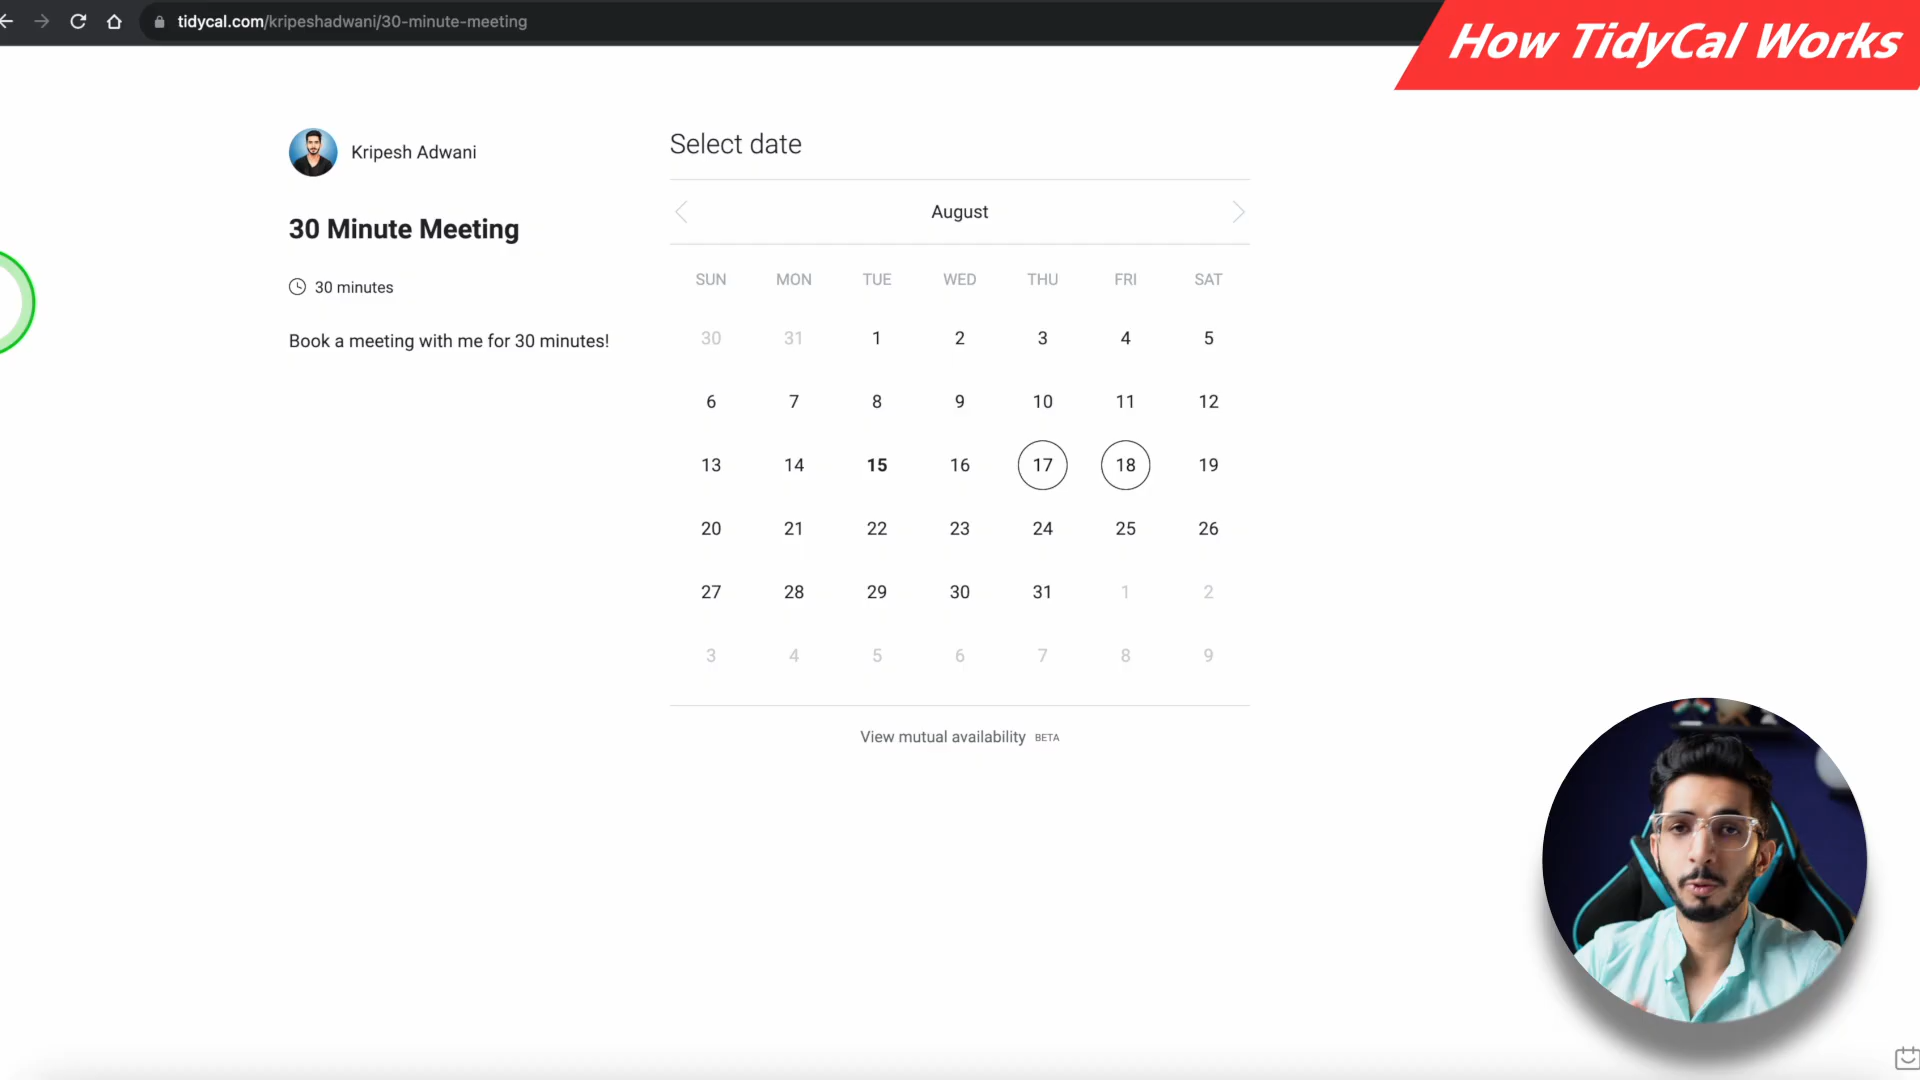 tidycal.com/kripeshadwani/30-minute-meeting
How TidyCal Works
Kripesh Adwani
30 Minute Meeting
30 minutes
Book a meeting with me for 30 minutes!
Select date
August
SUN MON TUE WED THU FRI SAT
30 31 1 2 3 4 5
6 7 8 9 10 11 12
13 14 15 16 17 18 19
20 21 22 23 24 25 26
27 28 29 30 31 1 2
3 4 5 6 7 8 9
View mutual availability BETA